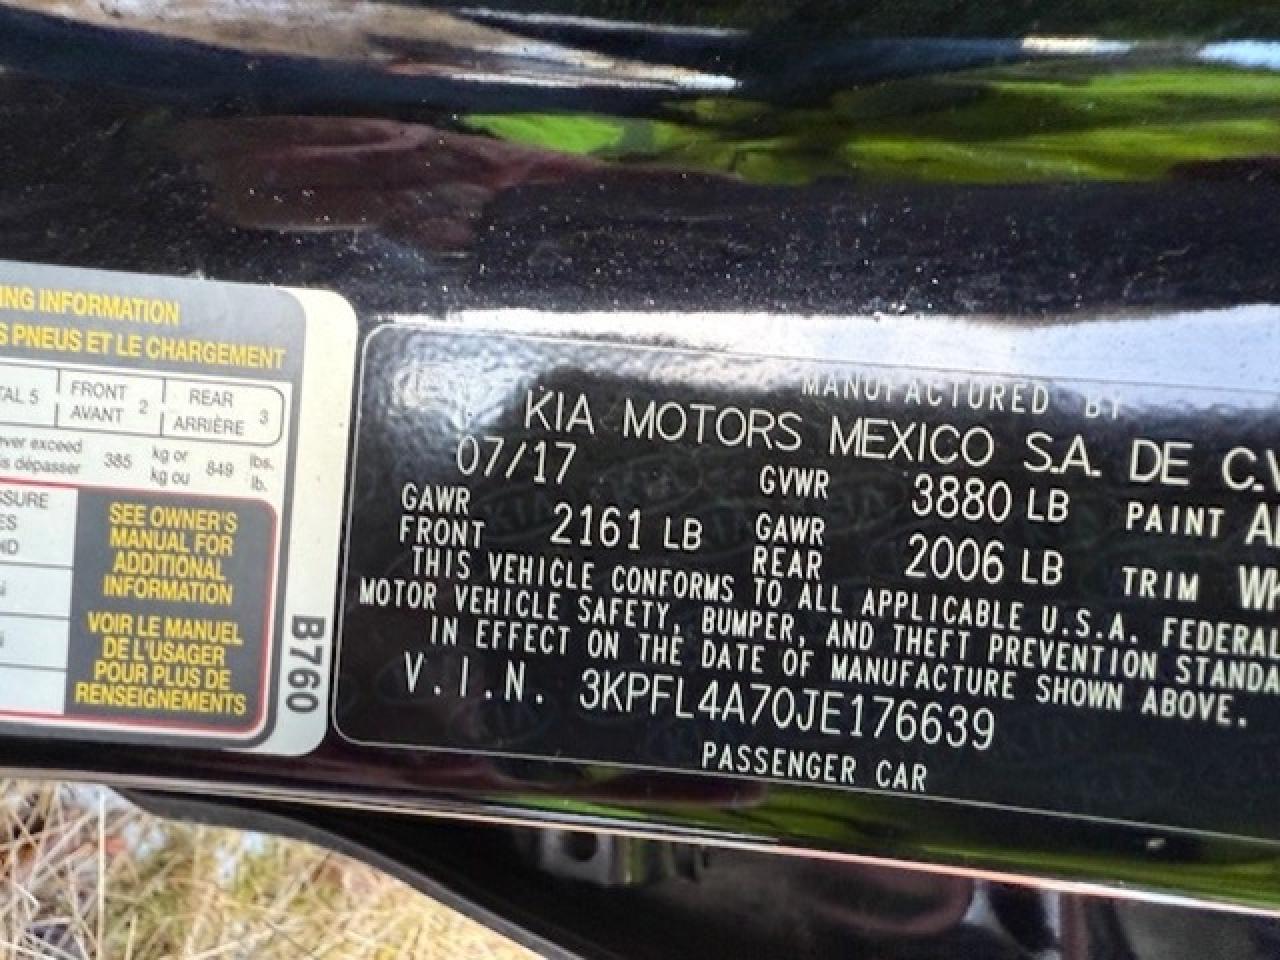 NG INFORMATION
S PNEUS ET LE CHARGEMENT
TAL 5 FRONT AVANT 2 REAR ARRIÈRE 3
ever exceed
is dépasser 385 kg or kg ou 849 lbs. lb.
SSURE
ES
ND
SEE OWNER'S
MANUAL FOR
ADDITIONAL
INFORMATION
VOIR LE MANUEL
DE L'USAGER
POUR PLUS DE
RENSEIGNEMENTS
B760
MANUFACTURED BY
KIA MOTORS MEXICO S.A. DE C.V
07/17 GVWR 3880 LB PAINT
GAWR FRONT 2161 LB GAWR REAR 2006 LB TRIM
THIS VEHICLE CONFORMS TO ALL APPLICABLE U.S.A. FEDERAL
MOTOR VEHICLE SAFETY, BUMPER, AND THEFT PREVENTION STANDA
IN EFFECT ON THE DATE OF MANUFACTURE SHOWN ABOVE.
V.I.N. 3KPFL4A70JE176639
PASSENGER CAR